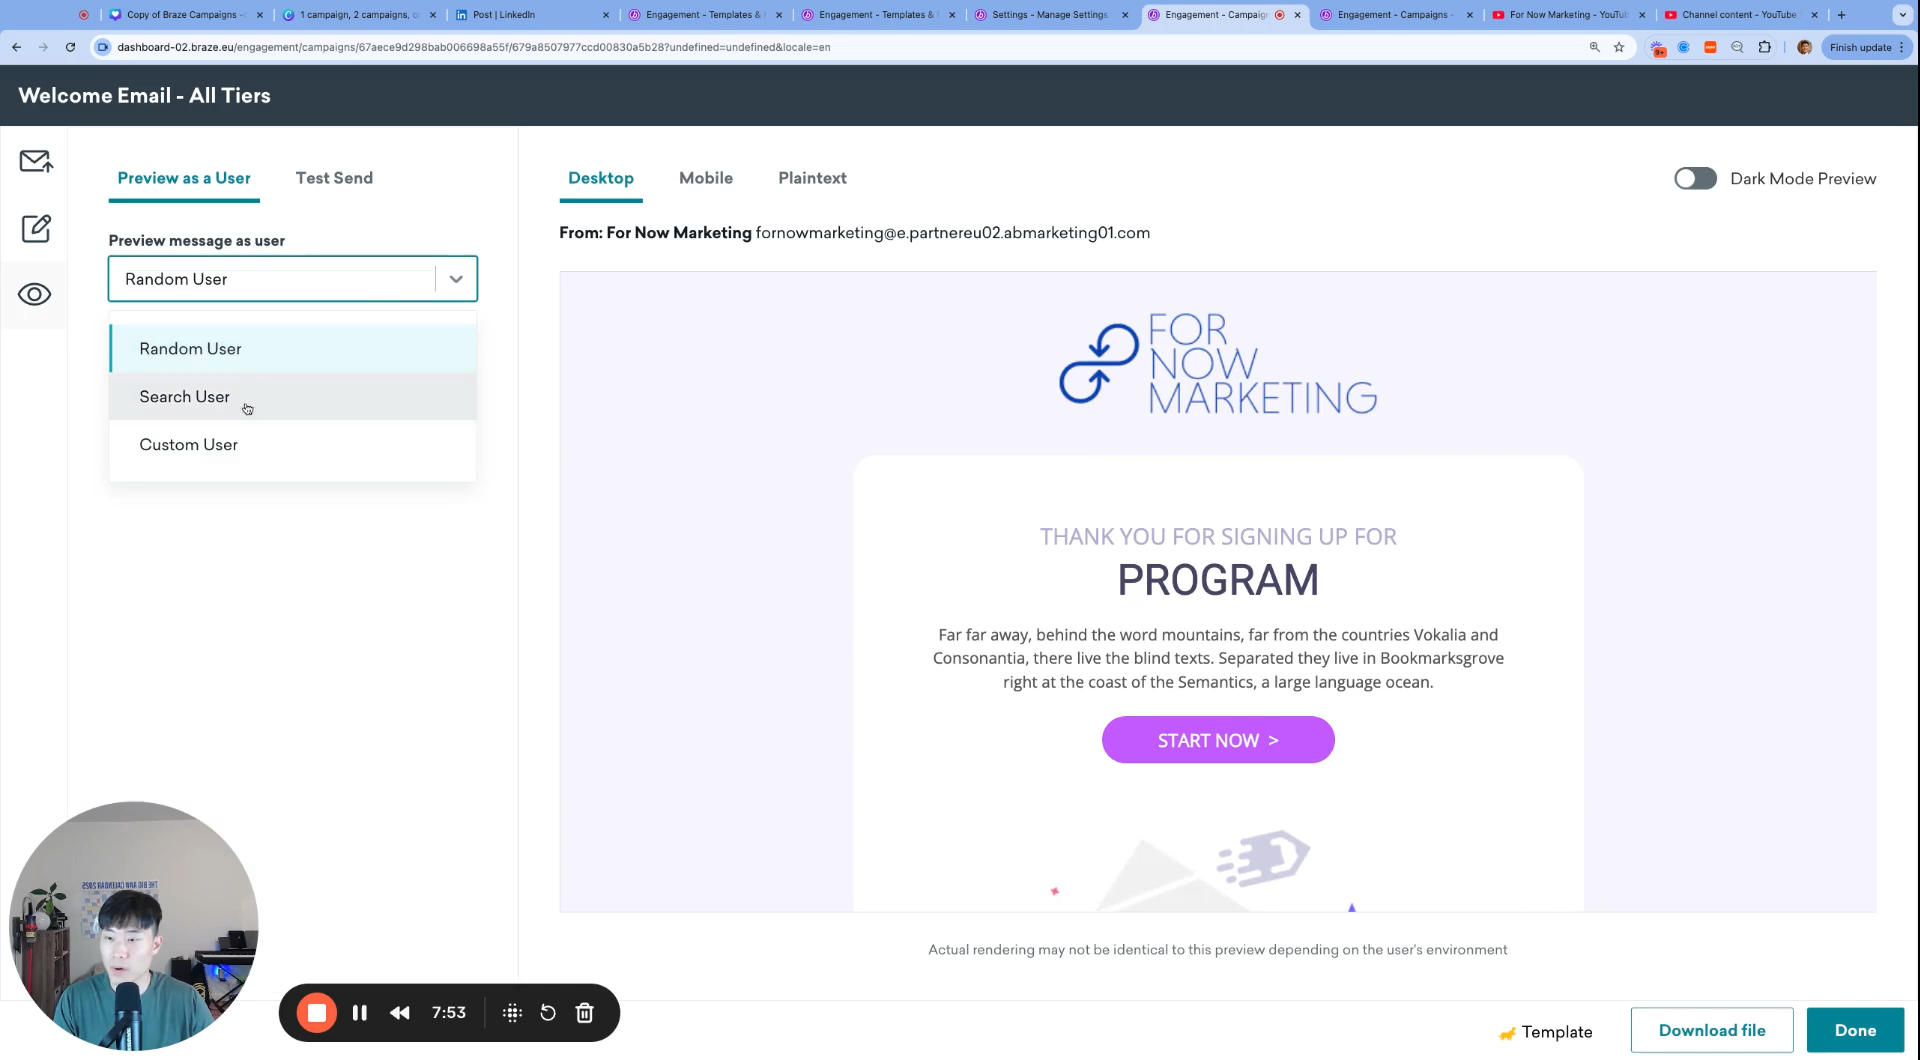 Copy of Braze Campaigns -
1 campaign, 2 campaigns, o
Post | LinkedIn
Engagement - Templates &
Engagement - Templates &
Settings - Manage Settings
Engagement - Campaign
Engagement - Campaigns -
For Now Marketing - YouTub
Channel content - YouTube
dashboard-02.braze.eu/engagement/campaigns/67aece9d298bab006698a55f/679a8507977ccd00830a5b28?undefined=undefined&locale=en
9+
Finish update
Welcome Email - All Tiers
Preview as a User
Test Send
Desktop
Mobile
Plaintext
Dark Mode Preview
Preview message as user
From: For Now Marketing fornowmarketing@e.partnereu02.abmarketing01.com
Random User
Random User
Search User
Custom User
FOR
NOW
MARKETING
THANK YOU FOR SIGNING UP FOR
PROGRAM
Far far away, behind the word mountains, far from the countries Vokalia and
Consonantia, there live the blind texts. Separated they live in Bookmarksgrove
right at the coast of the Semantics, a large language ocean.
START NOW >
Actual rendering may not be identical to this preview depending on the user's environment
7:53
Template
Download file
Done